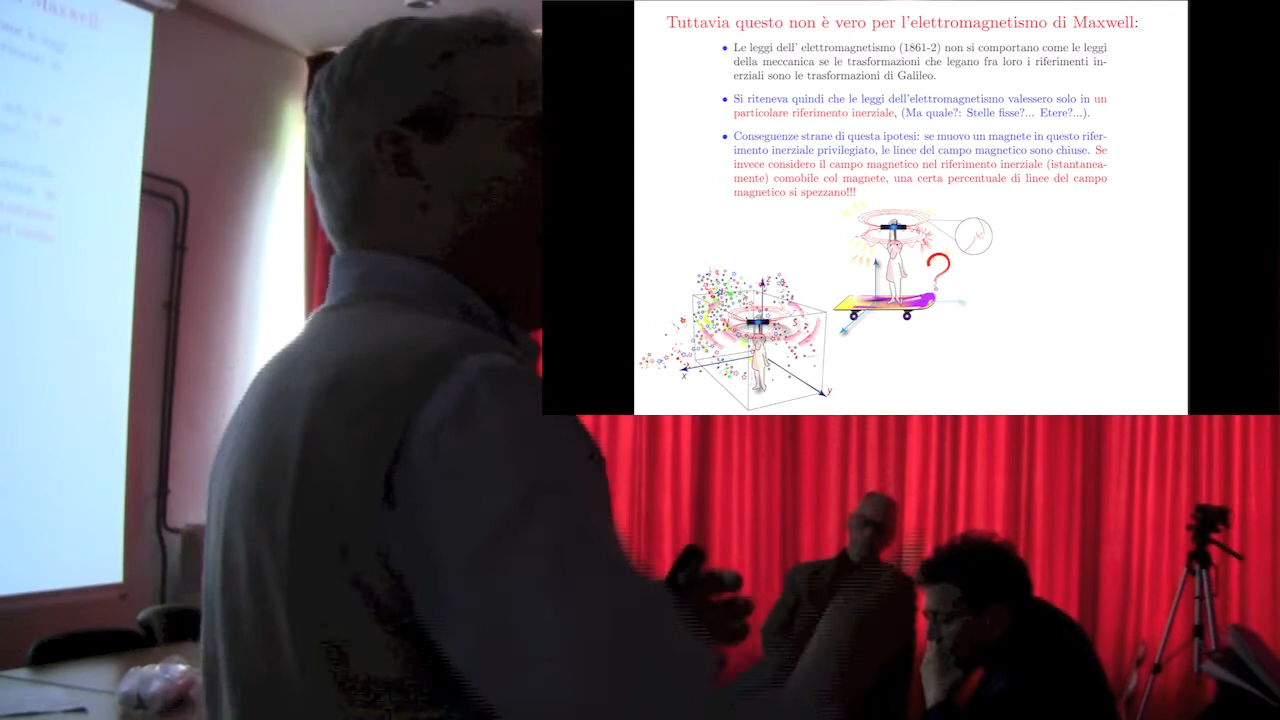 Maxwell
Tuttavia questo non è vero per l'elettromagnetismo di Maxwell:
• Le leggi dell' elettromagnetismo (1861-2) non si comportano come le leggi
della meccanica se le trasformazioni che legano fra loro i riferimenti in-
erziali sono le trasformazioni di Galileo.
• Si riteneva quindi che le leggi dell'elettromagnetismo valessero solo in un
particolare riferimento inerziale, (Ma quale?: Stelle fisse?... Etere?...).
• Conseguenze strane di questa ipotesi: se muovo un magnete in questo rifer-
imento inerziale privilegiato, le linee del campo magnetico sono chiuse. Se
invece considero il campo magnetico nel riferimento inerziale (istantanea-
mente) comobile col magnete, una certa percentuale di linee del campo
magnetico si spezzano!!!
?
z
x
y